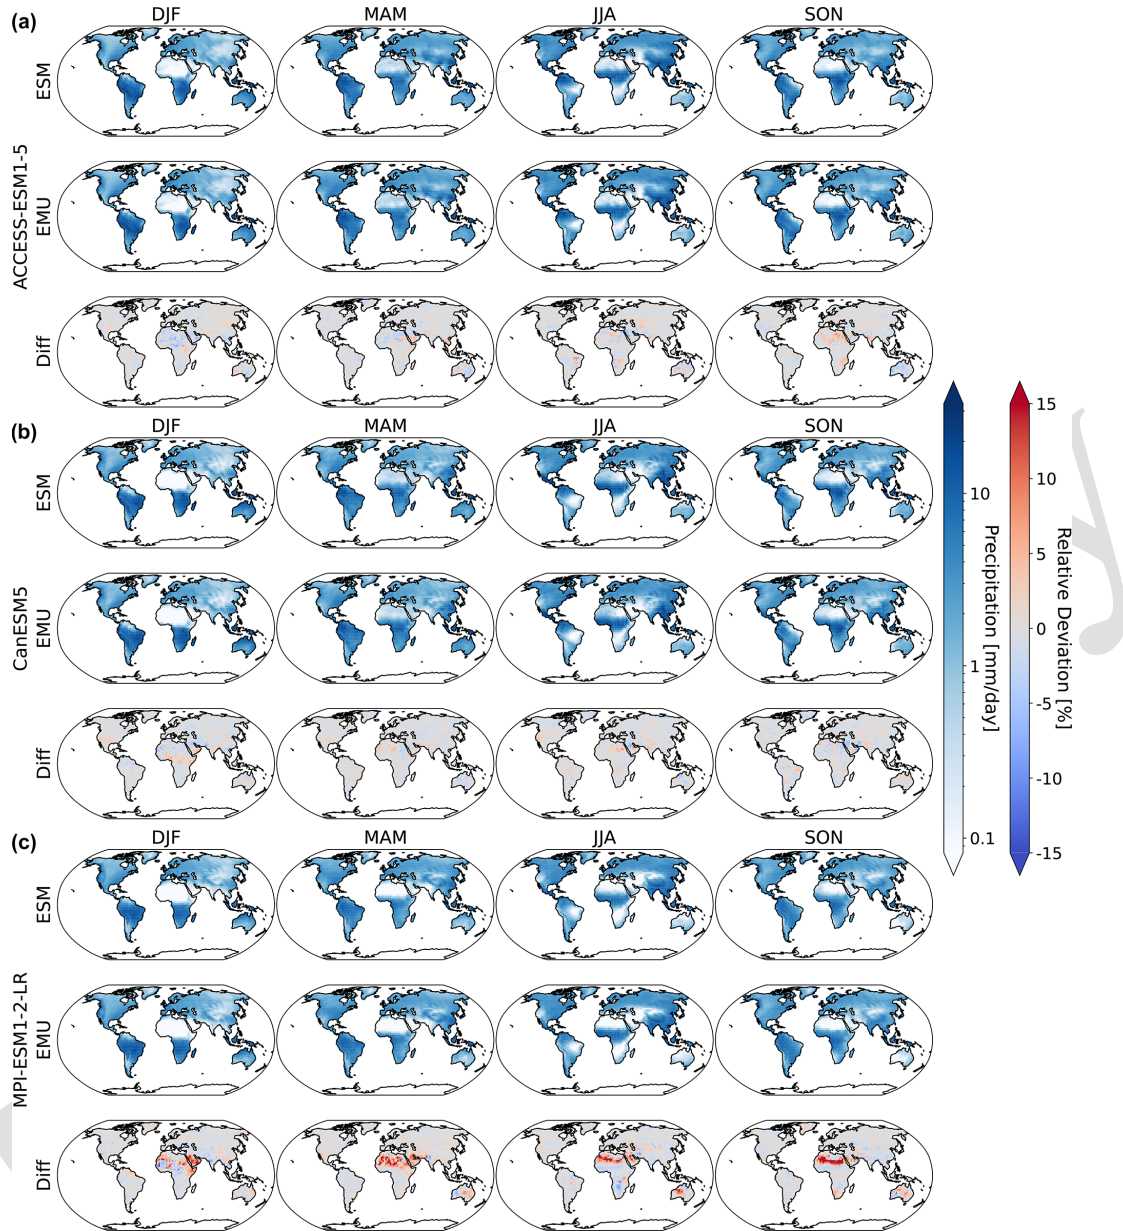 (a)
DJF MAM JJA SON
ACCESS-ESM1-5
ESM
EMU
Diff
(b)
DJF MAM JJA SON
CanESM5
ESM
EMU
Diff
(c)
DJF MAM JJA SON
MPI-ESM1-2-LR
ESM
EMU
Diff
10
1
0.1
Precipitation [mm/day]
15
10
5
0
-5
-10
-15
Relative Deviation [%]